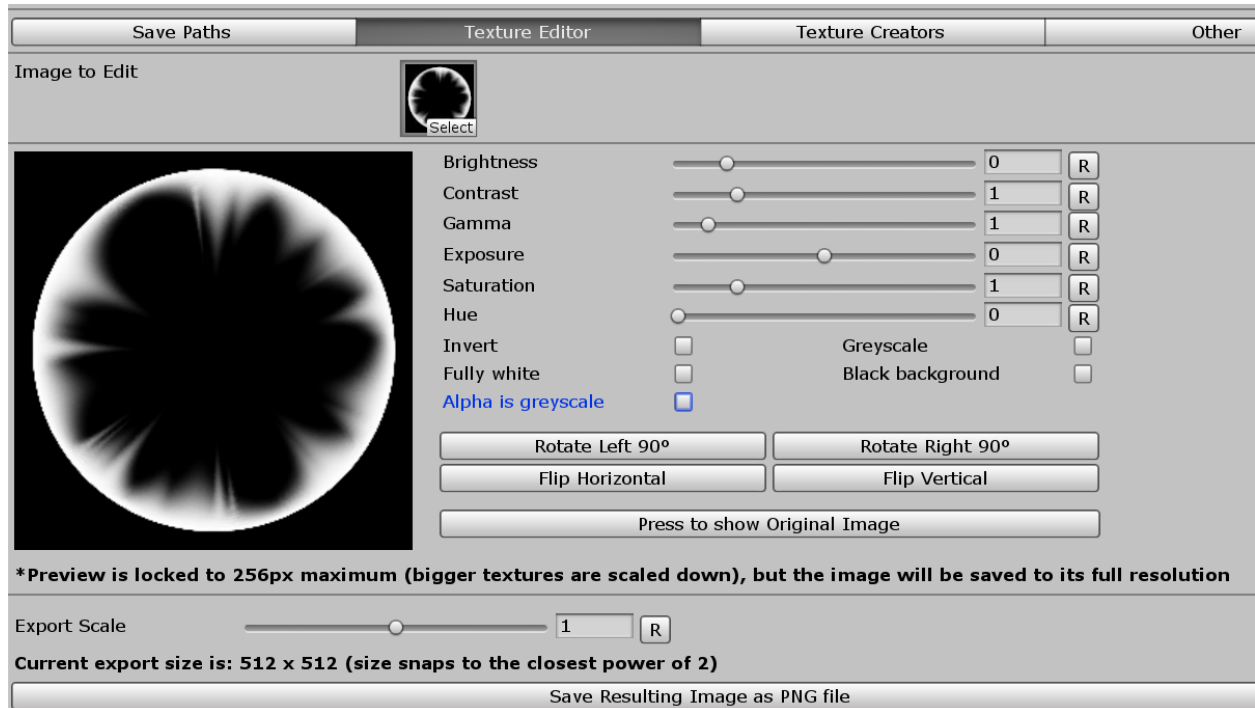 Save Paths Texture Editor Texture Creators Other
Image to Edit
Select
Brightness 0 R
Contrast 1 R
Gamma 1 R
Exposure 0 R
Saturation 1 R
Hue 0 R
Invert Greyscale
Fully white Black background
Alpha is greyscale
Rotate Left 90º Rotate Right 90º
Flip Horizontal Flip Vertical
Press to show Original Image
*Preview is locked to 256px maximum (bigger textures are scaled down), but the image will be saved to its full resolution
Export Scale 1 R
Current export size is: 512 x 512 (size snaps to the closest power of 2)
Save Resulting Image as PNG file